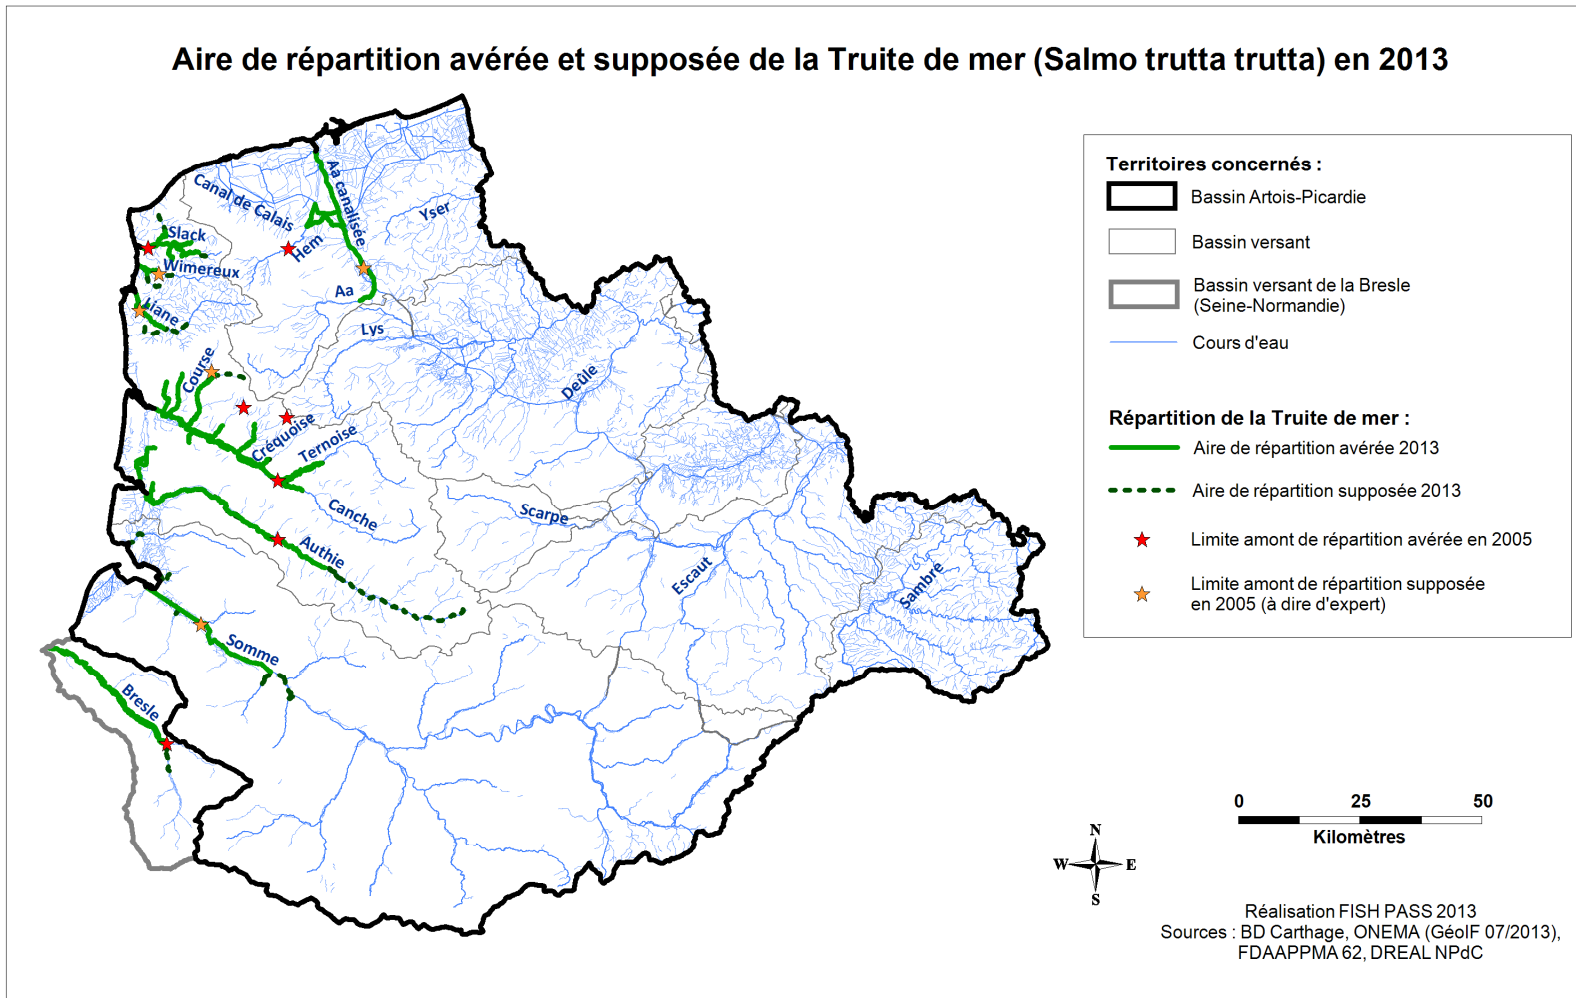 Aire de répartition avérée et supposée de la Truite de mer (Salmo trutta trutta) en 2013
Aa canalisée
Canal de Calais
Yser
Slack
Hem
Wimereux
Aa
Liane
Lys
Course
Deûle
Créquoise
Ternoise
Canche
Scarpe
Authie
Escaut
Sambre
Somme
Bresle
Territoires concernés :
Bassin Artois-Picardie
Bassin versant
Bassin versant de la Bresle
(Seine-Normandie)
Cours d'eau
Répartition de la Truite de mer :
Aire de répartition avérée 2013
Aire de répartition supposée 2013
Limite amont de répartition avérée en 2005
Limite amont de répartition supposée
en 2005 (à dire d'expert)
0 25 50
Kilomètres
N
W E
S
Réalisation FISH PASS 2013
Sources : BD Carthage, ONEMA (GéoIF 07/2013),
FDAAPPMA 62, DREAL NPdC